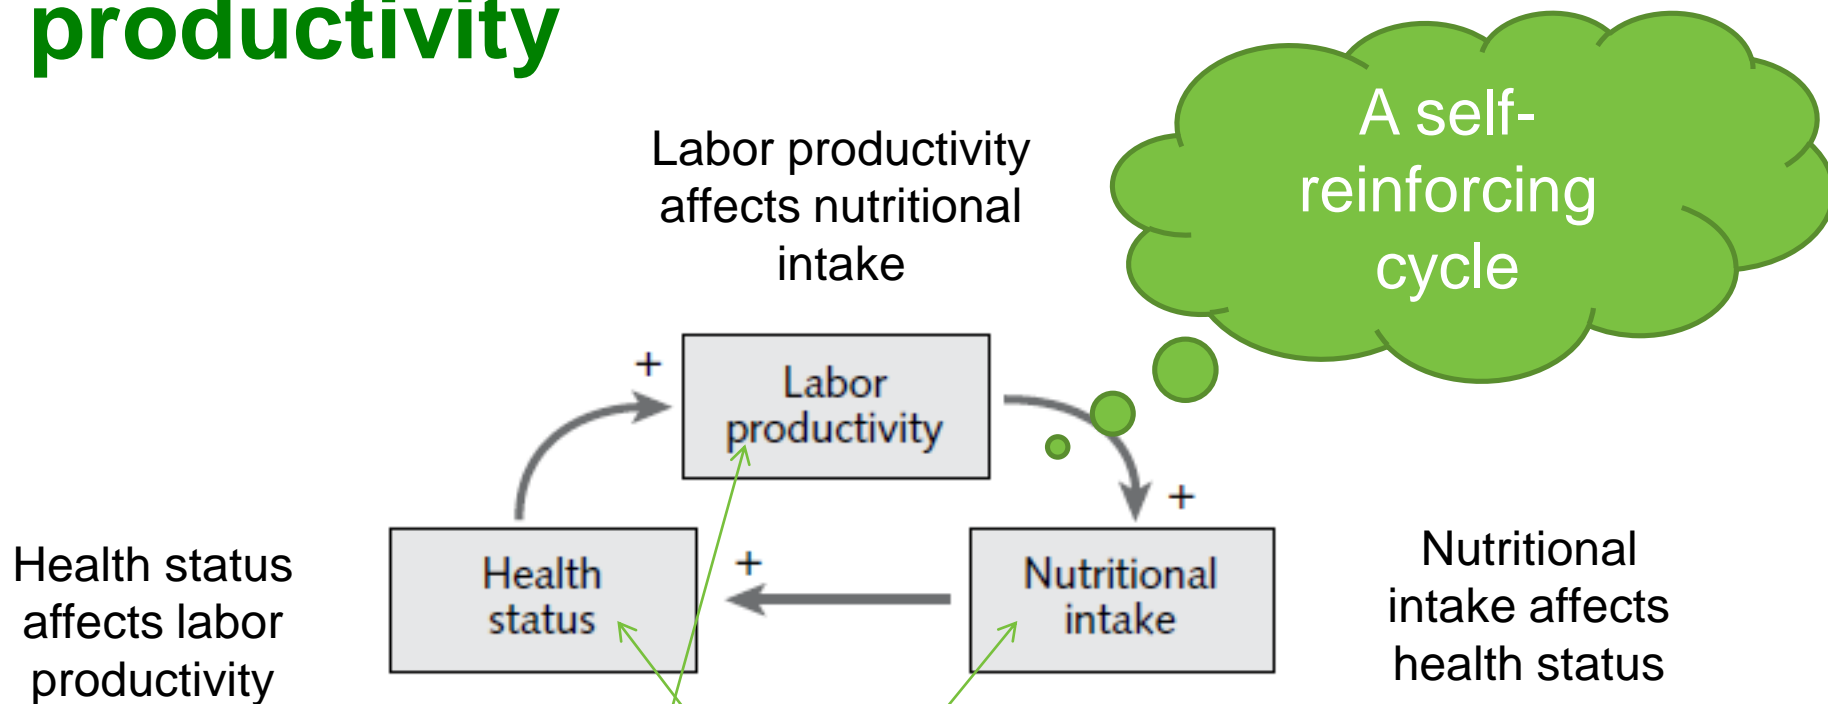 productivity
Labor productivity
affects nutritional
intake
A self-
reinforcing
cycle
+
Labor
productivity
+
Health status
affects labor
productivity
Health
status
+
Nutritional
intake
Nutritional
intake affects
health status